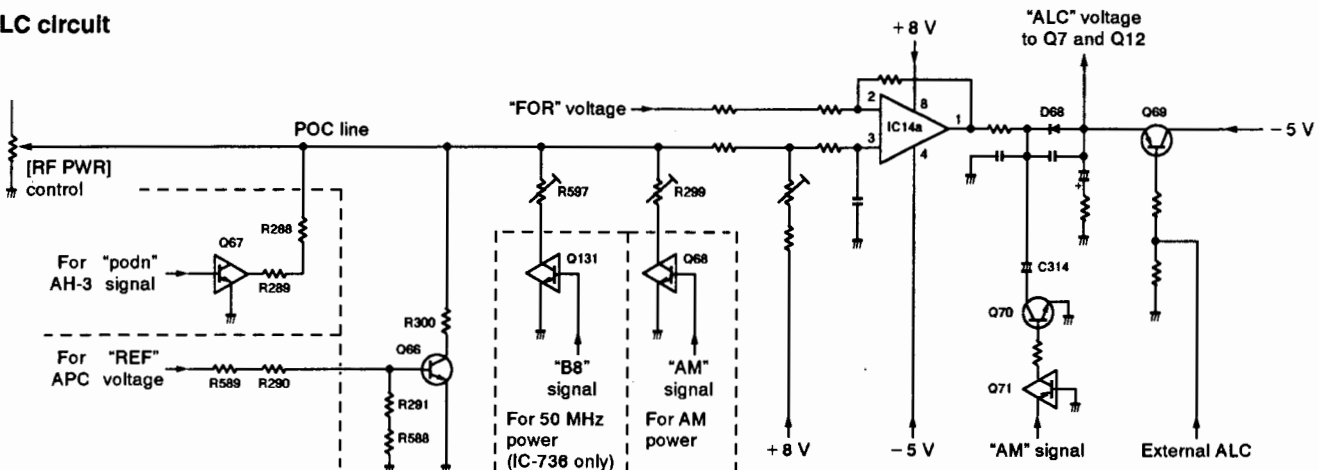 LC circuit
"ALC" voltage
to Q7 and Q12
+8 V
"FOR" voltage
2
8
IC14a
1
3
4
D68
Q69
−5 V
POC line
[RF PWR]
control
R288
R597
R299
Q67
For "podn"
AH-3 signal
R289
Q131
Q68
C314
R300
Q70
Q66
For "REF"
APC voltage
R589
R290
R291
R588
"B8"
signal
"AM"
signal
Q71
For 50 MHz
power
(IC-736 only)
For AM
power
+8 V
−5 V
"AM" signal
External ALC
+